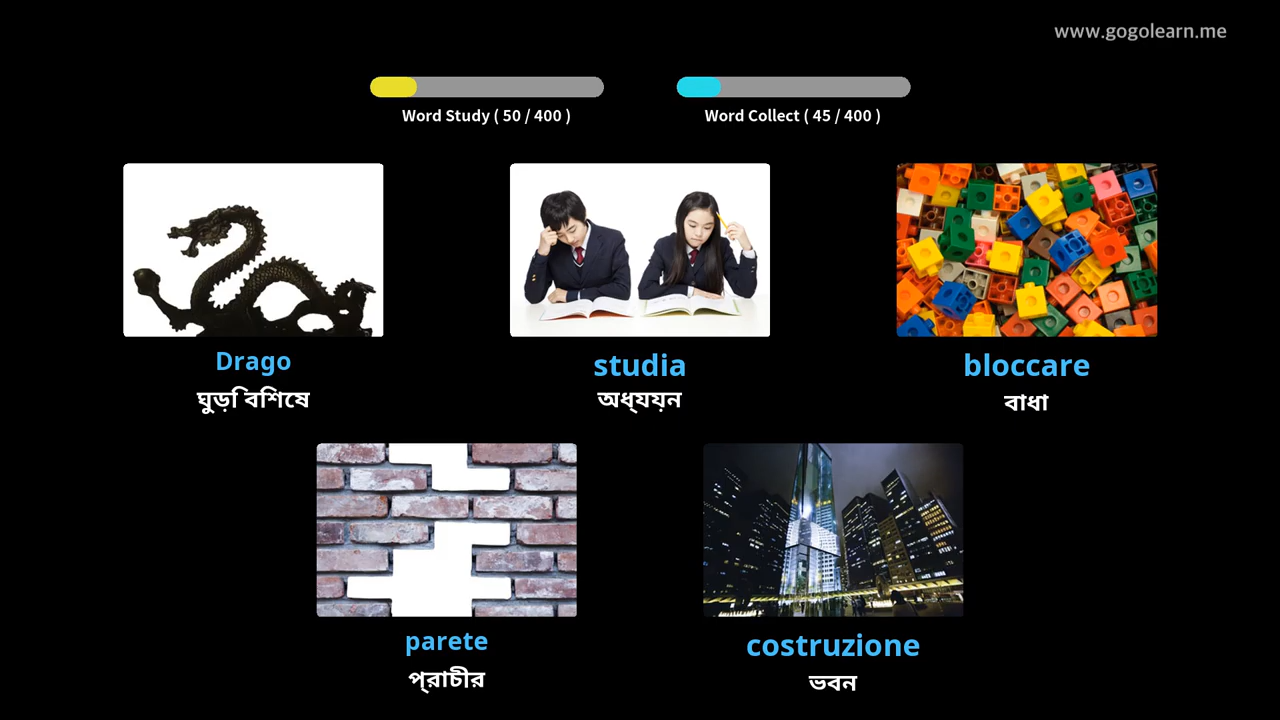 www.gogolearn.me
Word Study ( 50 / 400 )
Word Collect ( 45 / 400 )
Drago
ঘুড়ি বিশেষ
studia
অধ্যয়ন
bloccare
বাধা
parete
প্রাচীর
costruzione
ভবন